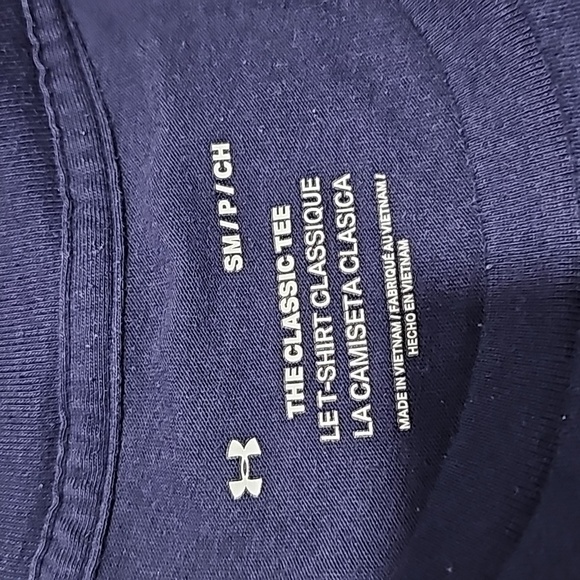 SM / P / CH
THE CLASSIC TEE
LE T-SHIRT CLASSIQUE
LA CAMISETA CLASICA
MADE IN VIETNAM / FABRIQUÉ AU VIETNAM /
HECHO EN VIETNAM